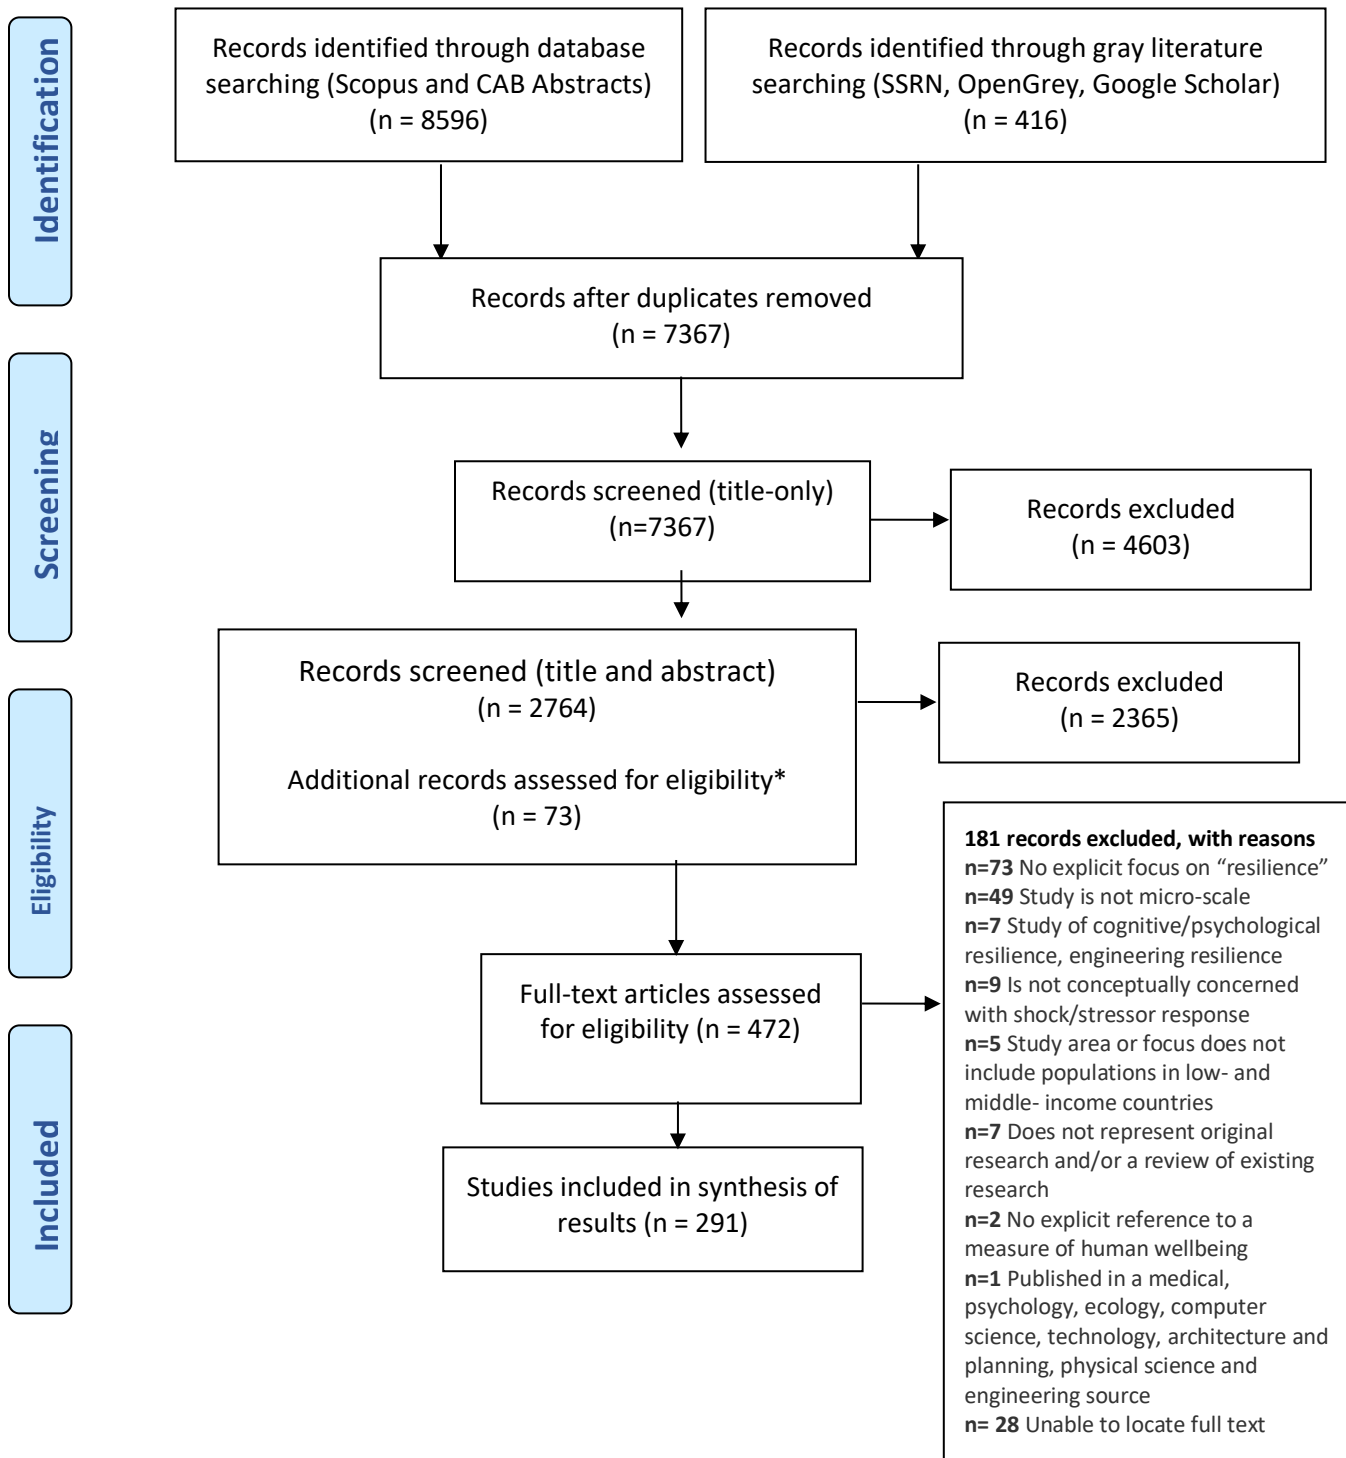 Identification
Records identified through database
searching (Scopus and CAB Abstracts)
(n = 8596)
Records identified through gray literature
searching (SSRN, OpenGrey, Google Scholar)
(n = 416)
Records after duplicates removed
(n = 7367)
Screening
Records screened (title-only)
(n=7367)
Records excluded
(n = 4603)
Records screened (title and abstract)
(n = 2764)
Additional records assessed for eligibility*
(n = 73)
Records excluded
(n = 2365)
Eligibility
Full-text articles assessed
for eligibility (n = 472)
181 records excluded, with reasons
n=73 No explicit focus on “resilience”
n=49 Study is not micro-scale
n=7 Study of cognitive/psychological
resilience, engineering resilience
n=9 Is not conceptually concerned
with shock/stressor response
n=5 Study area or focus does not
include populations in low- and
middle- income countries
n=7 Does not represent original
research and/or a review of existing
research
n=2 No explicit reference to a
measure of human wellbeing
n=1 Published in a medical,
psychology, ecology, computer
science, technology, architecture and
planning, physical science and
engineering source
n= 28 Unable to locate full text
Included
Studies included in synthesis of
results (n = 291)